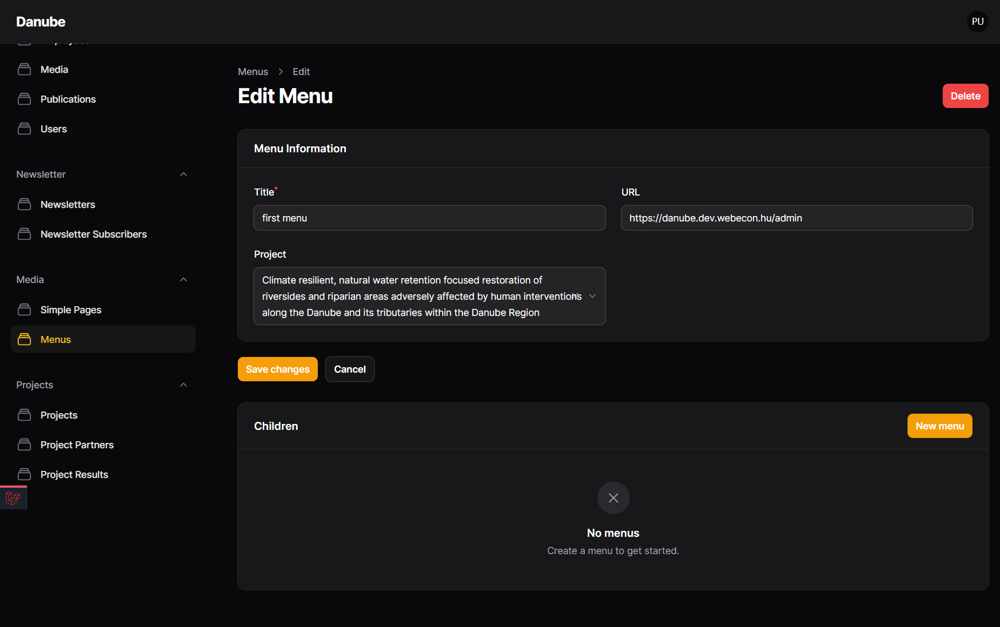 Danube
PU
Media
Publications
Users
Newsletter
Newsletters
Newsletter Subscribers
Media
Simple Pages
Menus
Projects
Projects
Project Partners
Project Results
Menus
Edit
Edit Menu
Delete
Menu Information
Title*
URL
first menu
https://danube.dev.webecon.hu/admin
Project
Climate resilient, natural water retention focused restoration of
riversides and riparian areas adversely affected by human interventions
along the Danube and its tributaries within the Danube Region
Save changes
Cancel
Children
New menu
No menus
Create a menu to get started.